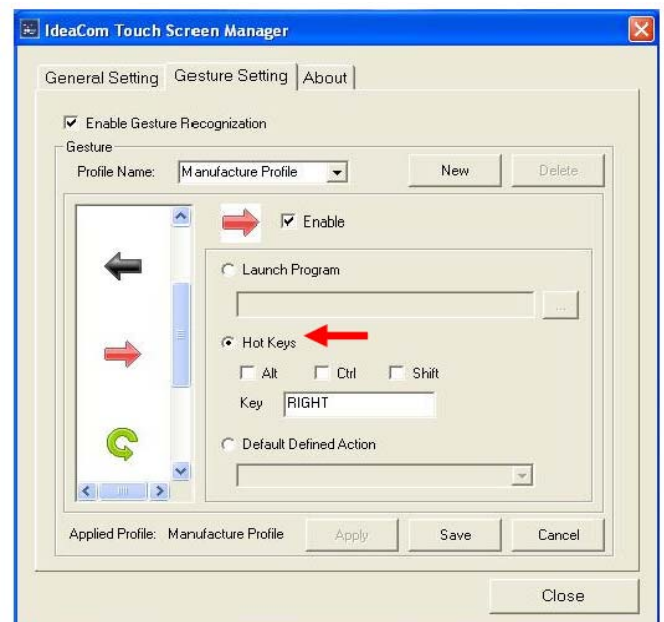 IdeaCom Touch Screen Manager
General Setting Gesture Setting About
Enable Gesture Recognization
Gesture
Profile Name: Manufacture Profile New Delete
Enable
Launch Program
...
Hot Keys
Alt Ctrl Shift
Key RIGHT
Default Defined Action
Applied Profile: Manufacture Profile Apply Save Cancel
Close